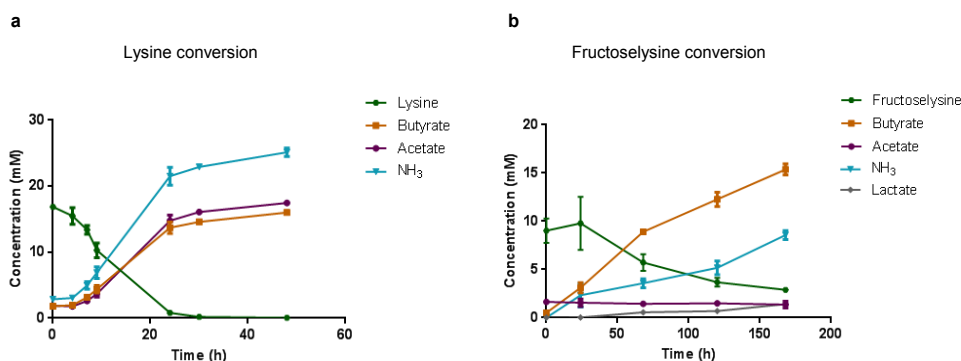 a
Lysine conversion
Lysine
Butyrate
Acetate
NH₃
Concentration (mM)
30
20
10
0
0 20 40 60
Time (h)
b
Fructoselysine conversion
Fructoselysine
Butyrate
Acetate
NH₃
Lactate
Concentration (mM)
20
15
10
5
0
0 50 100 150 200
Time (h)